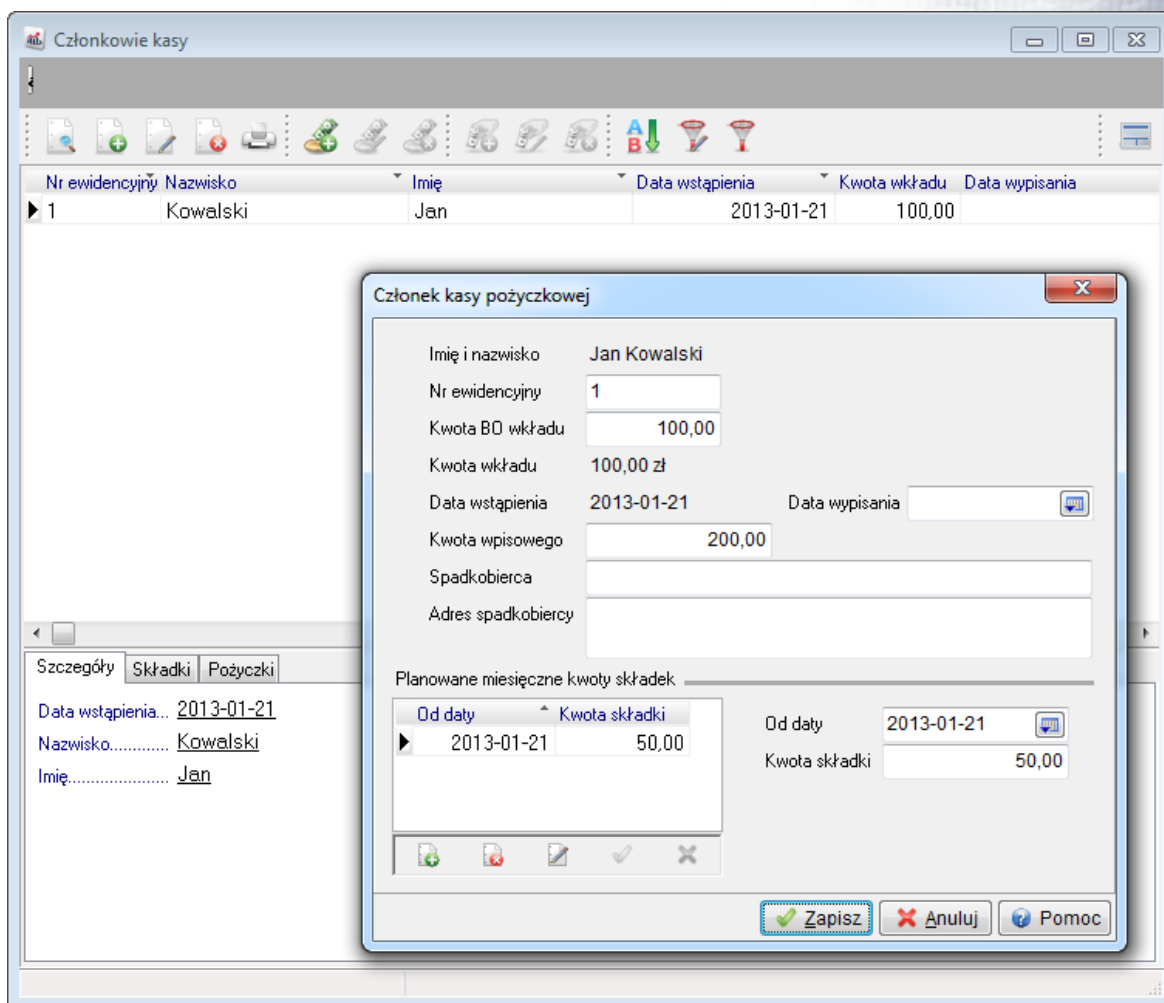 Członkowie kasy
Nr ewidencyjny Nazwisko Imię Data wstąpienia Kwota wkładu Data wypisania
1 Kowalski Jan 2013-01-21 100,00
Członek kasy pożyczkowej
Imię i nazwisko Jan Kowalski
Nr ewidencyjny 1
Kwota BO wkładu 100,00
Kwota wkładu 100,00 zł
Data wstąpienia 2013-01-21 Data wypisania
Kwota wpisowego 200,00
Spadkobierca
Adres spadkobiercy
Planowane miesięczne kwoty składek
Od daty Kwota składki
2013-01-21 50,00
Od daty 2013-01-21
Kwota składki 50,00
Zapisz Anuluj Pomoc
Szczegóły Składki Pożyczki
Data wstąpienia... 2013-01-21
Nazwisko............ Kowalski
Imię...................... Jan